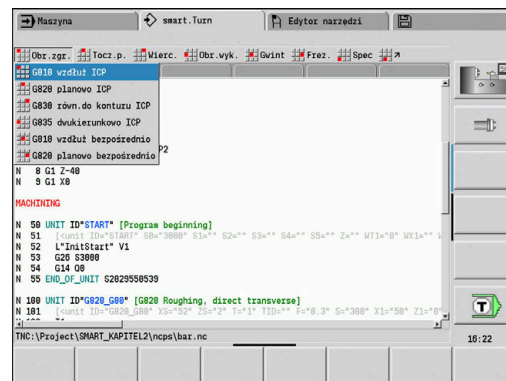 Maszyna smart.Turn Edytor narzędzi
Obr.zgr. Tocz.p. Wierc. Obr.wyk. Gwint Frez. Spec
G810 wzdłuż ICP
G820 planowo ICP
G830 równ.do konturu ICP
G835 dwukierunkowo ICP
G810 wzdłuż bezpośrednio
G820 planowo bezpośrednio
P2
N 8 G1 Z-40
N 9 G1 X0
MACHINING
N 50 UNIT ID"START" [Program beginning]
N 51 [<unit ID="START" S0="3000" S1="" S2="" S3="" S4="" S5="" Z="" WT1="0" WX1=""
N 52 L"InitStart" V1
N 53 G26 S3000
N 54 G14 Q0
N 55 END_OF_UNIT S2829550539
N 100 UNIT ID"G820_G80" [G820 Roughing, direct transverse]
N 101 [<unit ID="G820_G80" XS="52" ZS="2" T="1" TID="" F="0.3" S="300" X1="50" Z1="0"
TNC:\Project\SMART_KAPITEL2\ncps\bar.nc
T
16:22